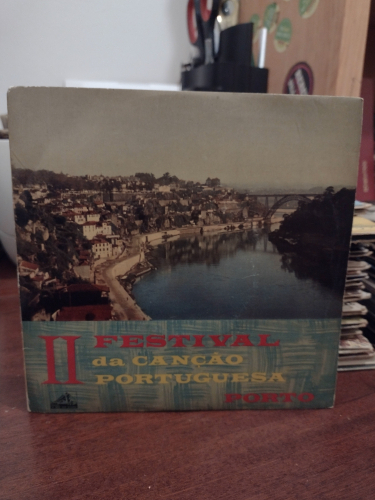 II FESTIVAL
da CANÇÃO
PORTUGUESA
PORTO